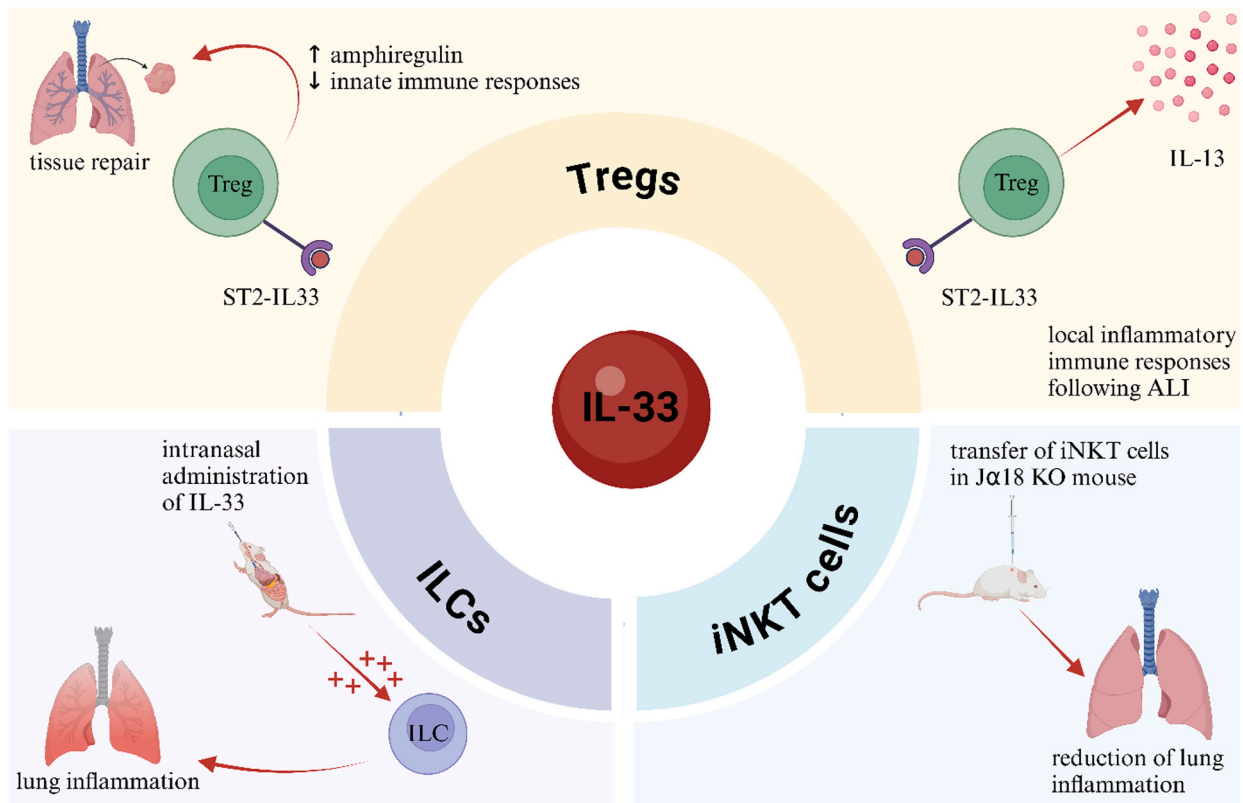 ↑ amphiregulin
↓ innate immune responses
tissue repair
Treg
ST2-IL33
Tregs
Treg
IL-13
ST2-IL33
local inflammatory
immune responses
following ALI
IL-33
intranasal
administration
of IL-33
ILCs
+++
++
ILC
lung inflammation
iNKT cells
transfer of iNKT cells
in Jα18 KO mouse
reduction of lung
inflammation